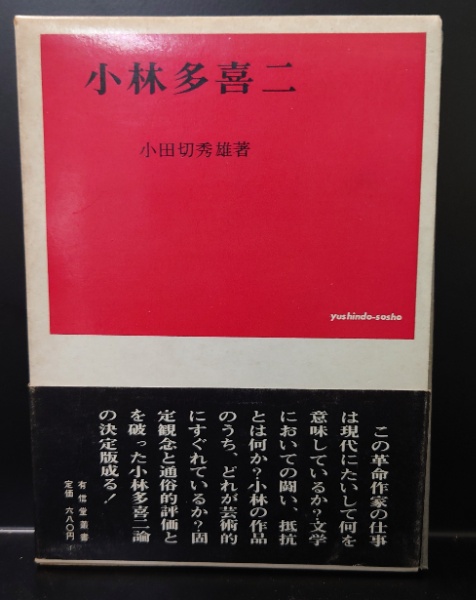 小林多喜二
小田切秀雄著
yushindo-sosho
この革命作家の仕事
は現代にたいして何を
意味しているか?文学
においての闘い、抵抗
とは何か?小林の作品
のうち、どれが芸術的
にすぐれているか?固
定観念と通俗的評価と
を破った小林多喜二論
の決定版成る!
有信堂叢書
定価 六八〇円